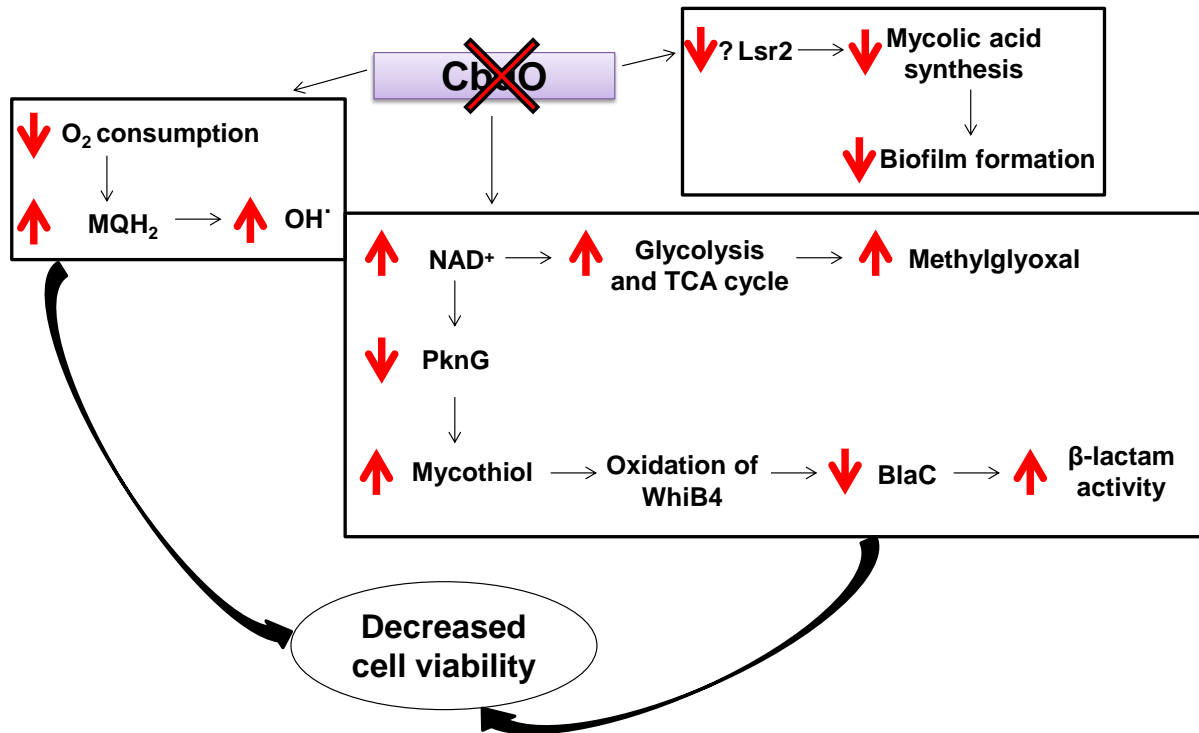 ? Lsr2
Mycolic acid
synthesis
Biofilm formation
O₂ consumption
MQH₂
OH˙
NAD⁺
Glycolysis
and TCA cycle
Methylglyoxal
PknG
Mycothiol
Oxidation of
WhiB4
BlaC
β-lactam
activity
Decreased
cell viability